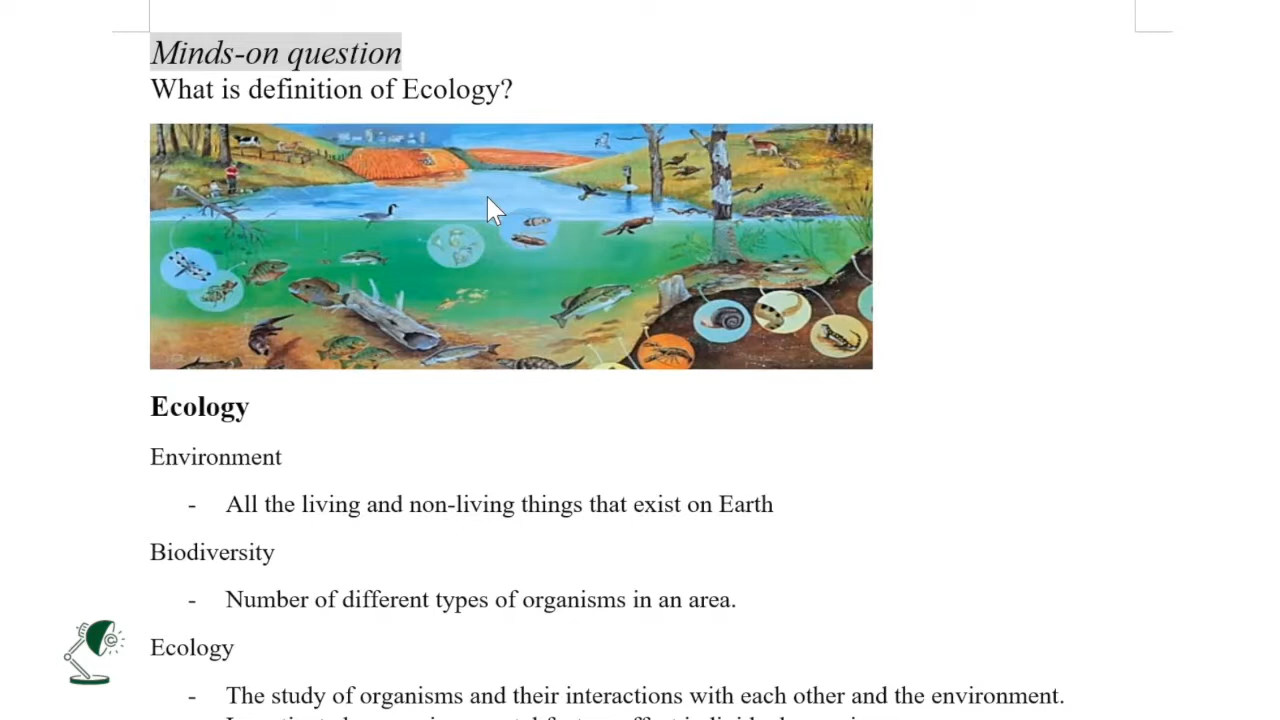 Minds-on question
What is definition of Ecology?
Ecology
Environment
- All the living and non-living things that exist on Earth
Biodiversity
- Number of different types of organisms in an area.
Ecology
- The study of organisms and their interactions with each other and the environment.